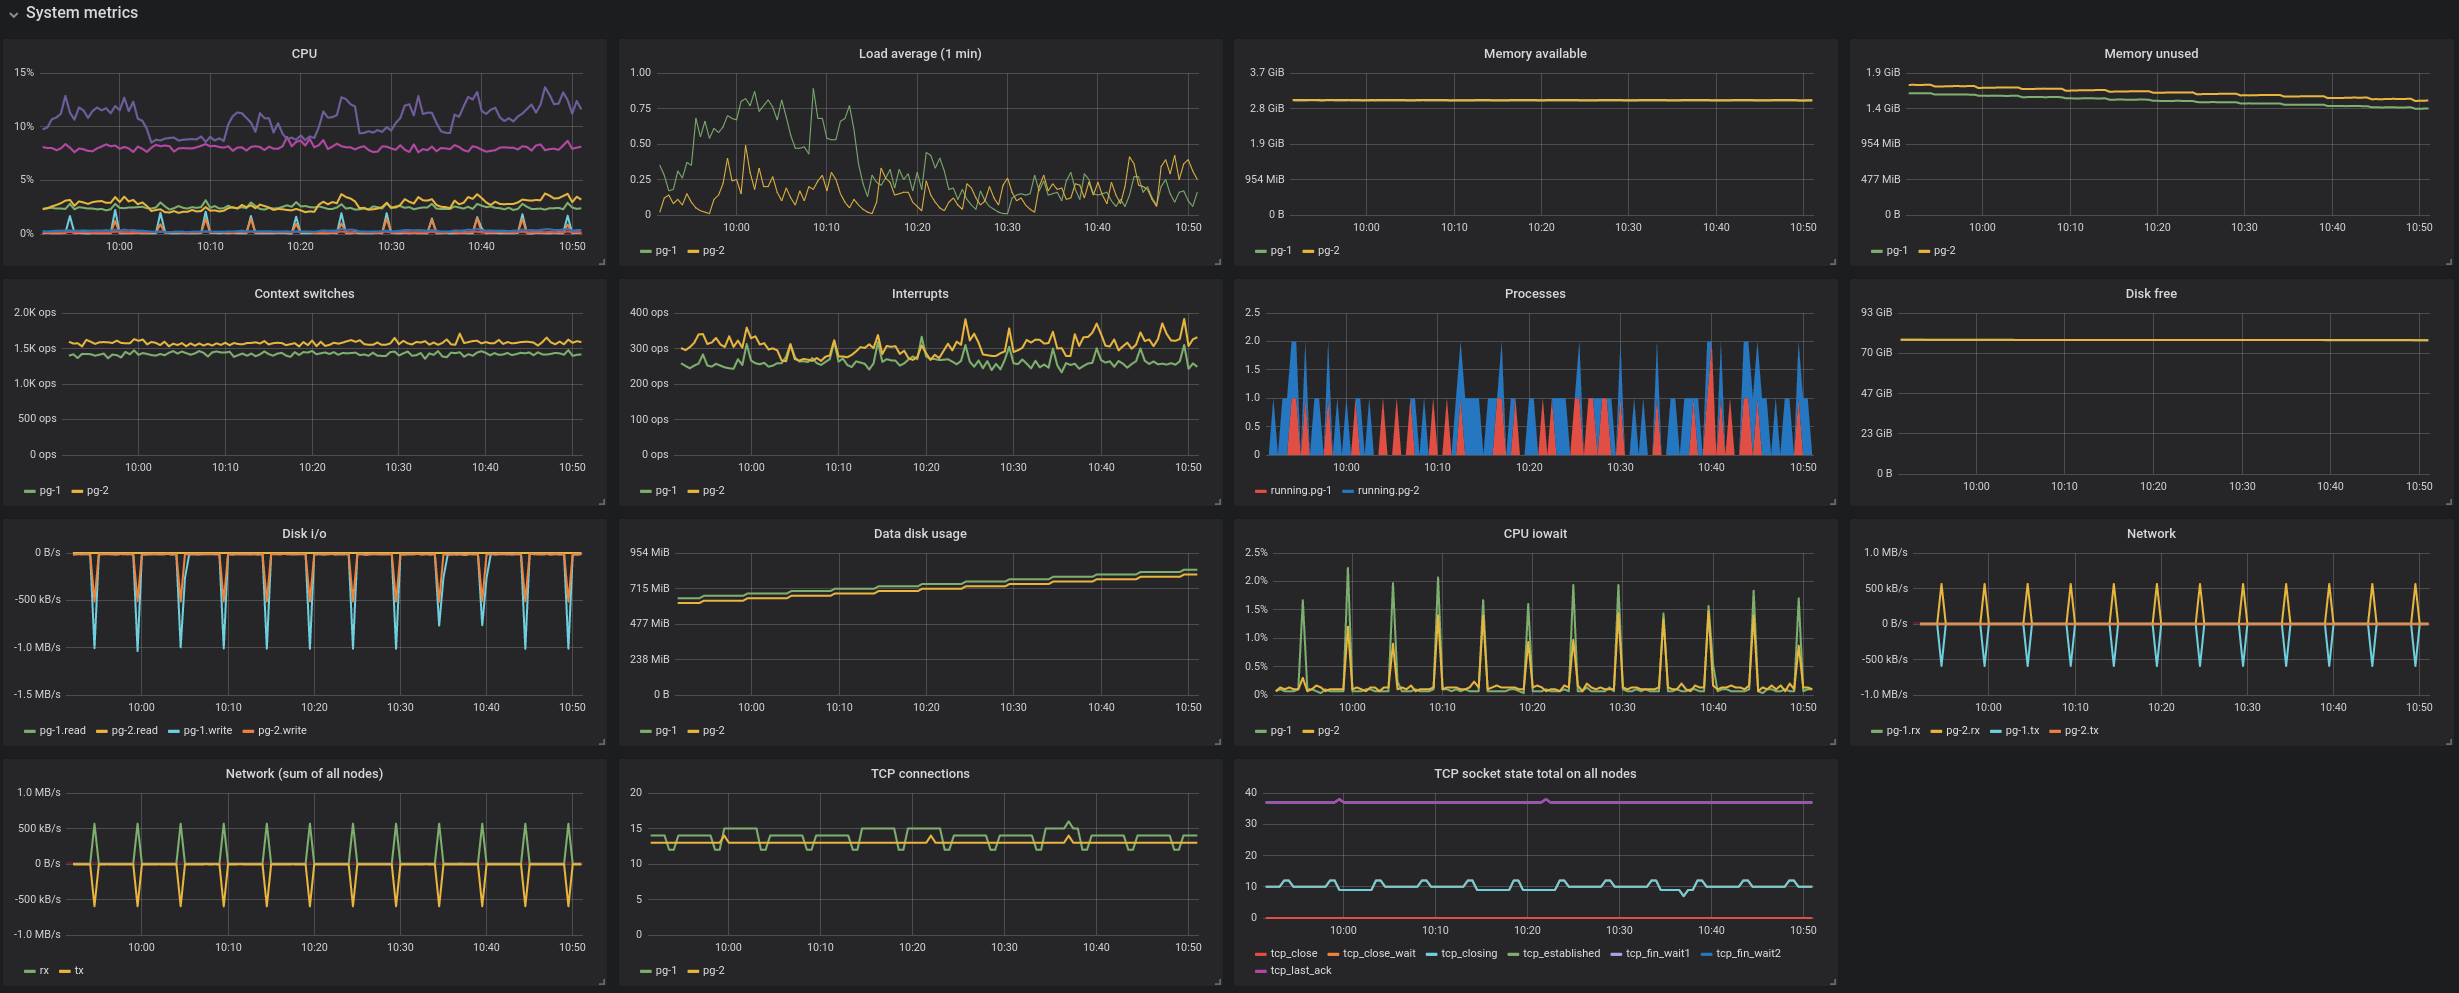 System metrics
CPU
15%
10%
5%
0%
10:00 10:10 10:20 10:30 10:40 10:50
Load average (1 min)
1.00
0.75
0.50
0.25
0
10:00 10:10 10:20 10:30 10:40 10:50
pg-1 pg-2
Memory available
3.7 GiB
2.8 GiB
1.9 GiB
954 MiB
0 B
10:00 10:10 10:20 10:30 10:40 10:50
pg-1 pg-2
Memory unused
1.9 GiB
1.4 GiB
954 MiB
477 MiB
0 B
10:00 10:10 10:20 10:30 10:40 10:50
pg-1 pg-2
Context switches
2.0K ops
1.5K ops
1.0K ops
500 ops
0 ops
10:00 10:10 10:20 10:30 10:40 10:50
pg-1 pg-2
Interrupts
400 ops
300 ops
200 ops
100 ops
0 ops
10:00 10:10 10:20 10:30 10:40 10:50
pg-1 pg-2
Processes
2.5
2.0
1.5
1.0
0.5
0
10:00 10:10 10:20 10:30 10:40 10:50
running.pg-1 running.pg-2
Disk free
93 GiB
70 GiB
47 GiB
23 GiB
0 B
10:00 10:10 10:20 10:30 10:40 10:50
Disk i/o
0 B/s
-500 kB/s
-1.0 MB/s
-1.5 MB/s
10:00 10:10 10:20 10:30 10:40 10:50
pg-1.read pg-2.read pg-1.write pg-2.write
Data disk usage
954 MiB
715 MiB
477 MiB
238 MiB
0 B
10:00 10:10 10:20 10:30 10:40 10:50
pg-1 pg-2
CPU iowait
2.5%
2.0%
1.5%
1.0%
0.5%
0%
10:00 10:10 10:20 10:30 10:40 10:50
pg-1 pg-2
Network
1.0 MB/s
500 kB/s
0 B/s
-500 kB/s
-1.0 MB/s
10:00 10:10 10:20 10:30 10:40 10:50
pg-1.rx pg-2.rx pg-1.tx pg-2.tx
Network (sum of all nodes)
1.0 MB/s
500 kB/s
0 B/s
-500 kB/s
-1.0 MB/s
10:00 10:10 10:20 10:30 10:40 10:50
rx tx
TCP connections
20
15
10
5
0
10:00 10:10 10:20 10:30 10:40 10:50
pg-1 pg-2
TCP socket state total on all nodes
40
30
20
10
0
10:00 10:10 10:20 10:30 10:40 10:50
tcp_close tcp_close_wait tcp_closing tcp_established tcp_fin_wait1 tcp_fin_wait2
tcp_last_ack